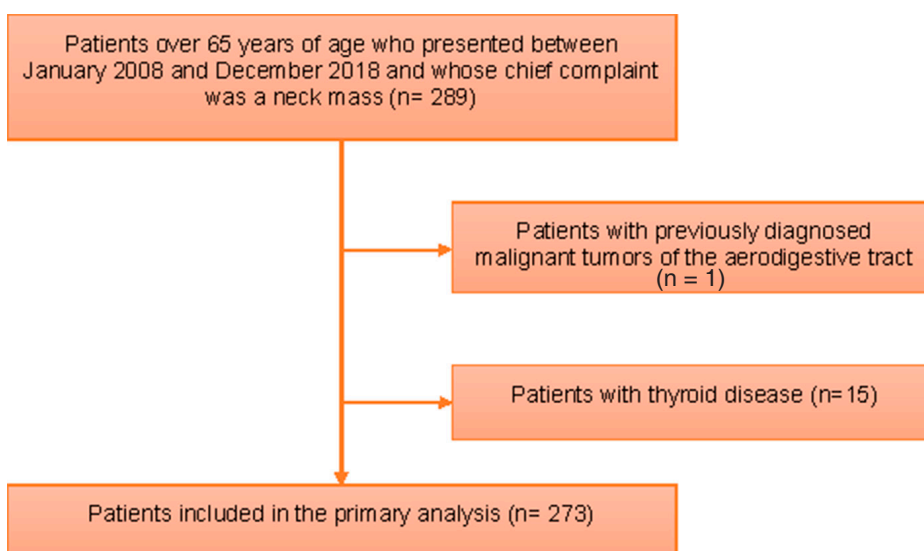 Patients over 65 years of age who presented between
January 2008 and December 2018 and whose chief complaint
was a neck mass (n= 289)
Patients with previously diagnosed
malignant tumors of the aerodigestive tract
(n = 1)
Patients with thyroid disease (n=15)
Patients included in the primary analysis (n= 273)